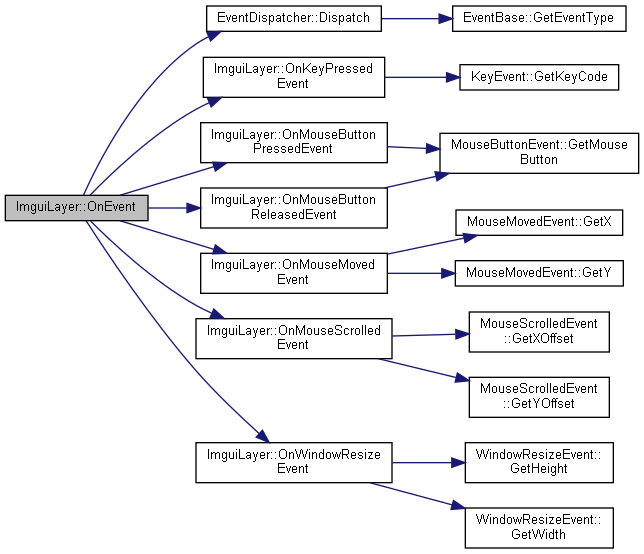 ImguiLayer::OnEvent
EventDispatcher::Dispatch
EventBase::GetEventType
ImguiLayer::OnKeyPressed
Event
KeyEvent::GetKeyCode
ImguiLayer::OnMouseButton
PressedEvent
MouseButtonEvent::GetMouse
Button
ImguiLayer::OnMouseButton
ReleasedEvent
ImguiLayer::OnMouseMoved
Event
MouseMovedEvent::GetX
MouseMovedEvent::GetY
ImguiLayer::OnMouseScrolled
Event
MouseScrolledEvent
::GetXOffset
MouseScrolledEvent
::GetYOffset
ImguiLayer::OnWindowResize
Event
WindowResizeEvent::
GetHeight
WindowResizeEvent::
GetWidth